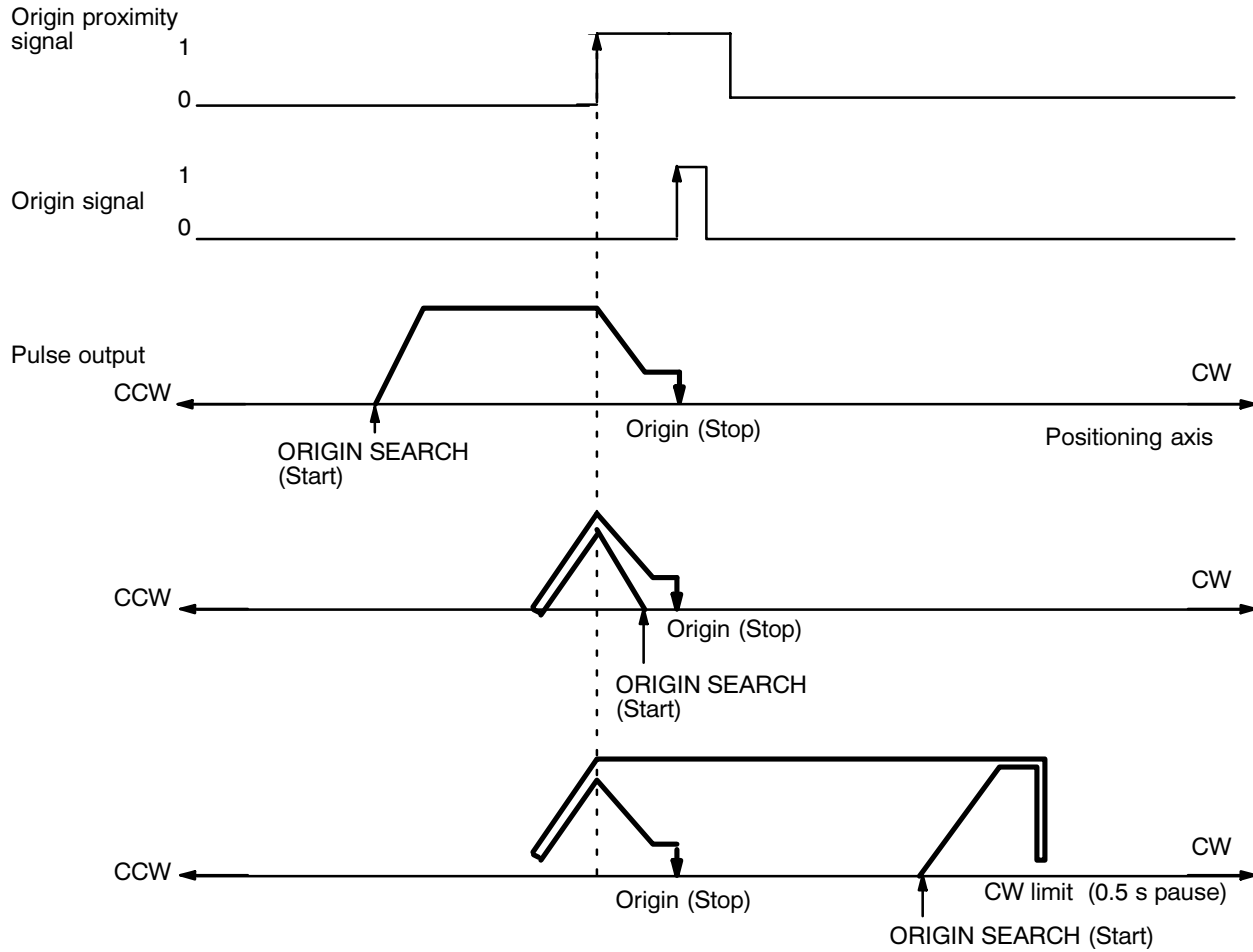 Origin proximity
signal
1
0
Origin signal
1
0
Pulse output
CCW
CW
Origin (Stop)
Positioning axis
ORIGIN SEARCH
(Start)
CCW
CW
Origin (Stop)
ORIGIN SEARCH
(Start)
CCW
CW
Origin (Stop)
CW limit (0.5 s pause)
ORIGIN SEARCH (Start)